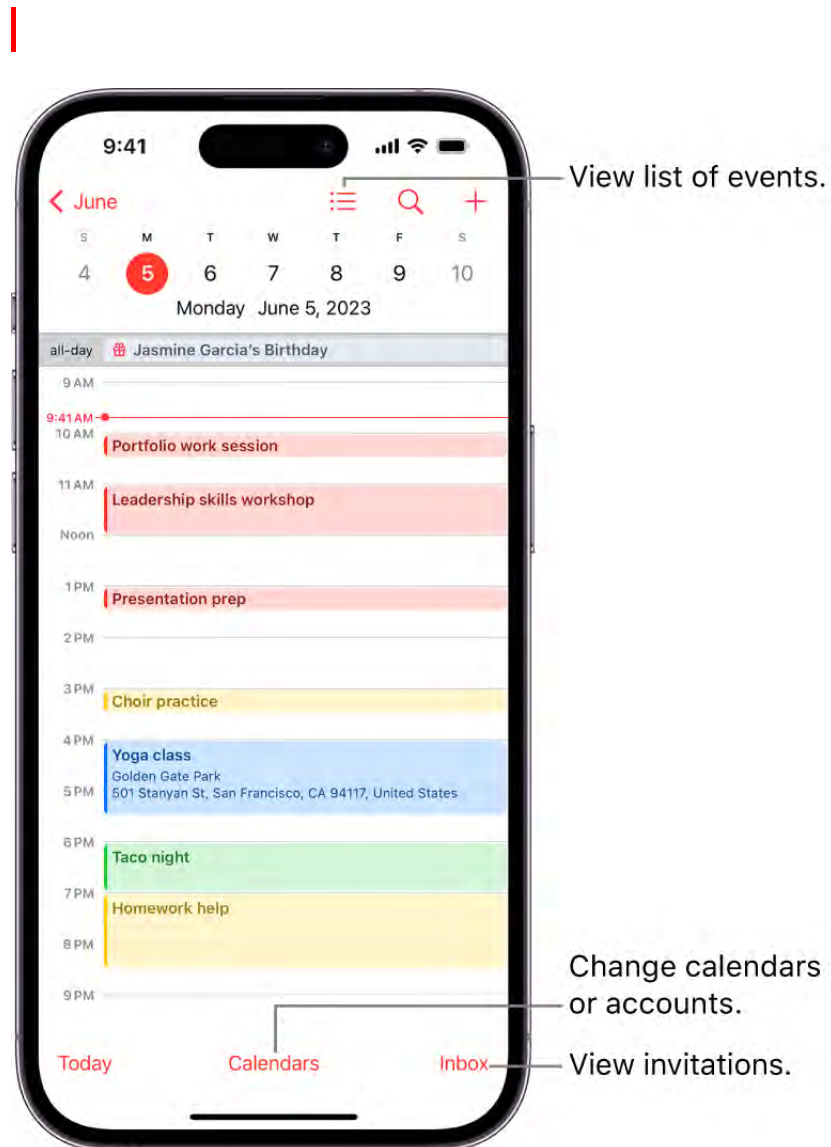 9:41
View list of events.
June
S M T W T F S
4 5 6 7 8 9 10
Monday June 5, 2023
all-day Jasmine Garcia's Birthday
9 AM
9:41 AM
10 AM
Portfolio work session
11 AM
Leadership skills workshop
Noon
1 PM
Presentation prep
2 PM
3 PM
Choir practice
4 PM
Yoga class
Golden Gate Park
5 PM 501 Stanyan St, San Francisco, CA 94117, United States
6 PM
Taco night
7 PM
Homework help
8 PM
9 PM
Change calendars
or accounts.
Today Calendars Inbox
View invitations.